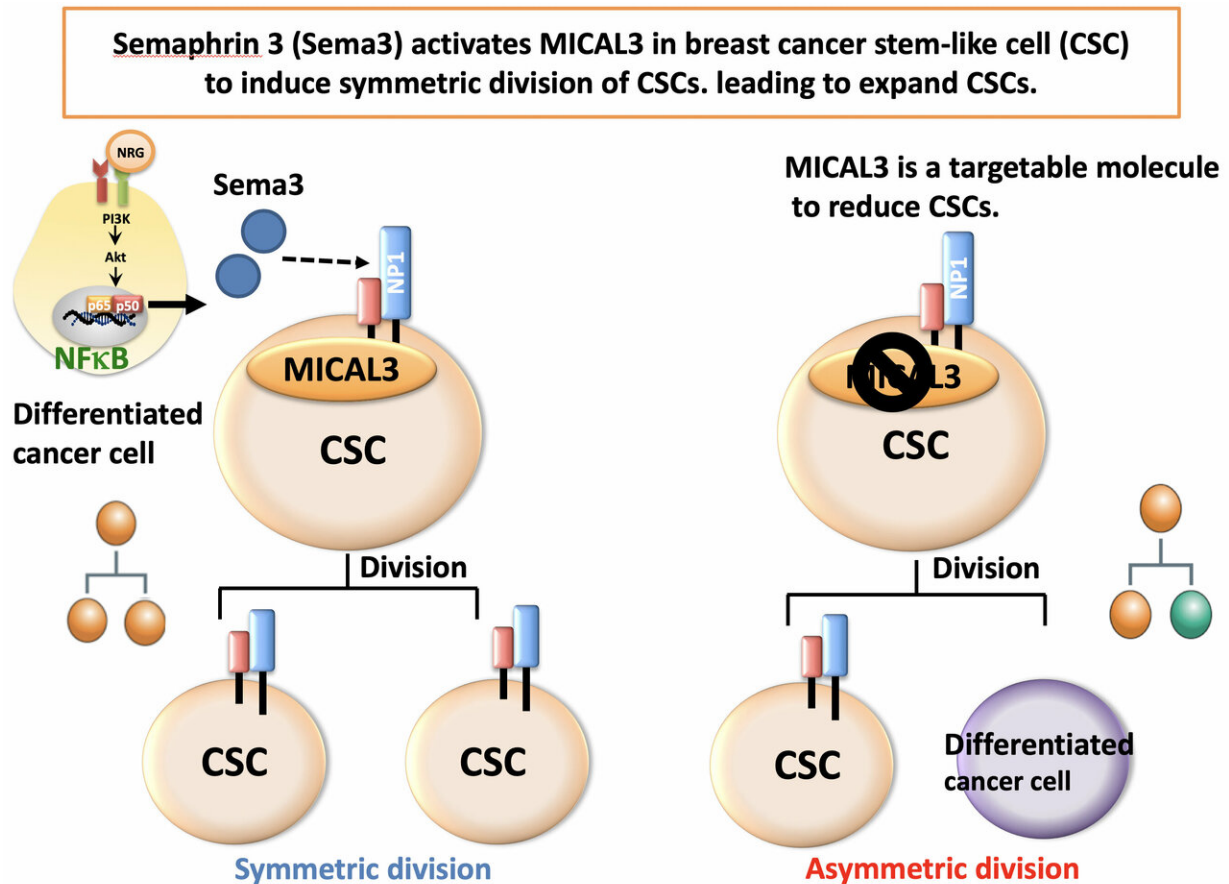 Semaphrin 3 (Sema3) activates MICAL3 in breast cancer stem-like cell (CSC)
to induce symmetric division of CSCs. leading to expand CSCs.
NRG
PI3K
Akt
p65 p50
NFκB
Differentiated
cancer cell
Sema3
NP1
MICAL3
CSC
Division
CSC
CSC
Symmetric division
MICAL3 is a targetable molecule
to reduce CSCs.
NP1
MICAL3
CSC
Division
CSC
Differentiated
cancer cell
Asymmetric division